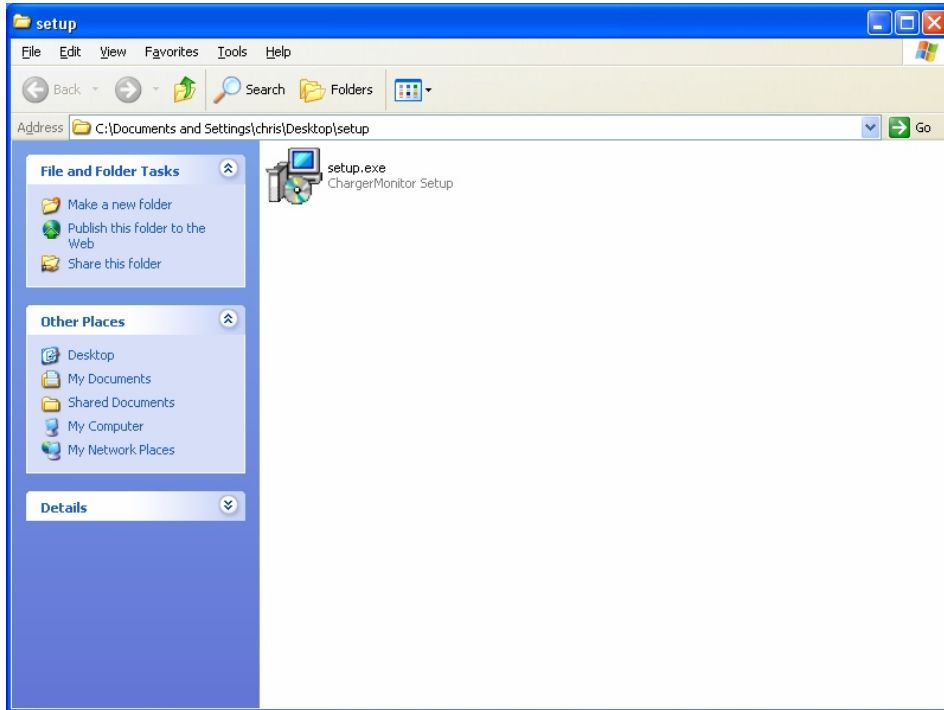 setup
File Edit View Favorites Tools Help
Back Search Folders
Address C:\Documents and Settings\chris\Desktop\setup Go
File and Folder Tasks
Make a new folder
Publish this folder to the
Web
Share this folder
Other Places
Desktop
My Documents
Shared Documents
My Computer
My Network Places
Details
setup.exe
ChargerMonitor Setup